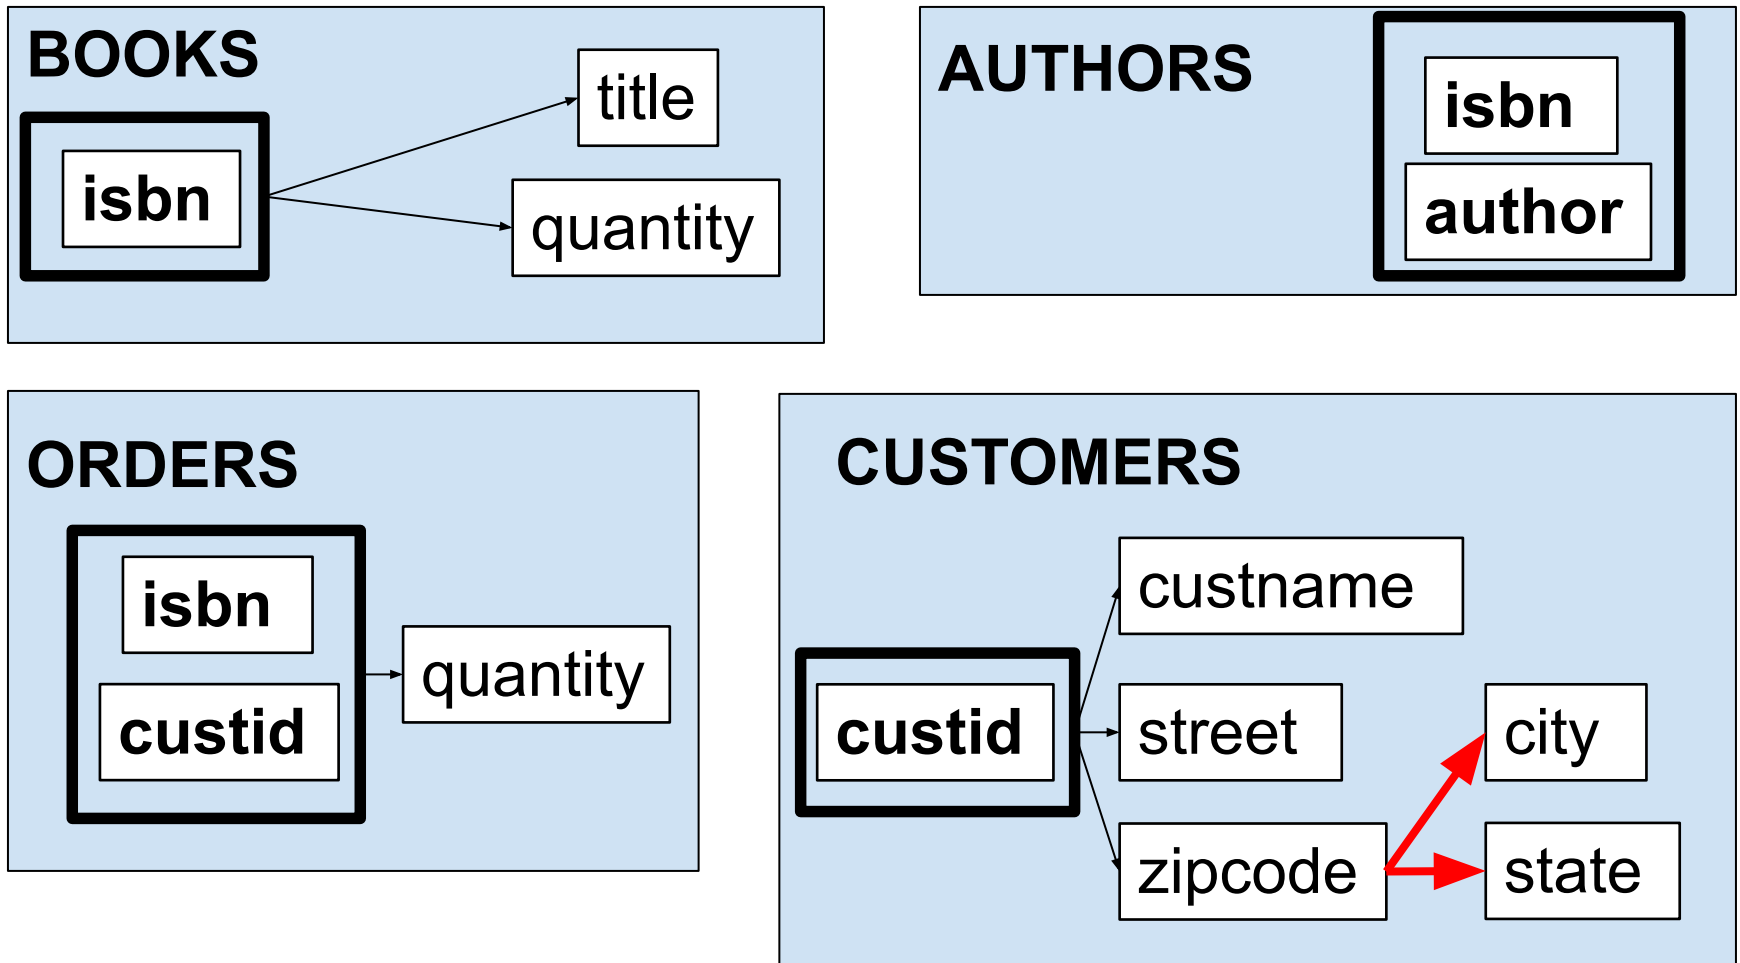 BOOKS
title
isbn
quantity
AUTHORS
isbn
author
ORDERS
isbn
custid
quantity
CUSTOMERS
custname
custid
street
city
zipcode
state